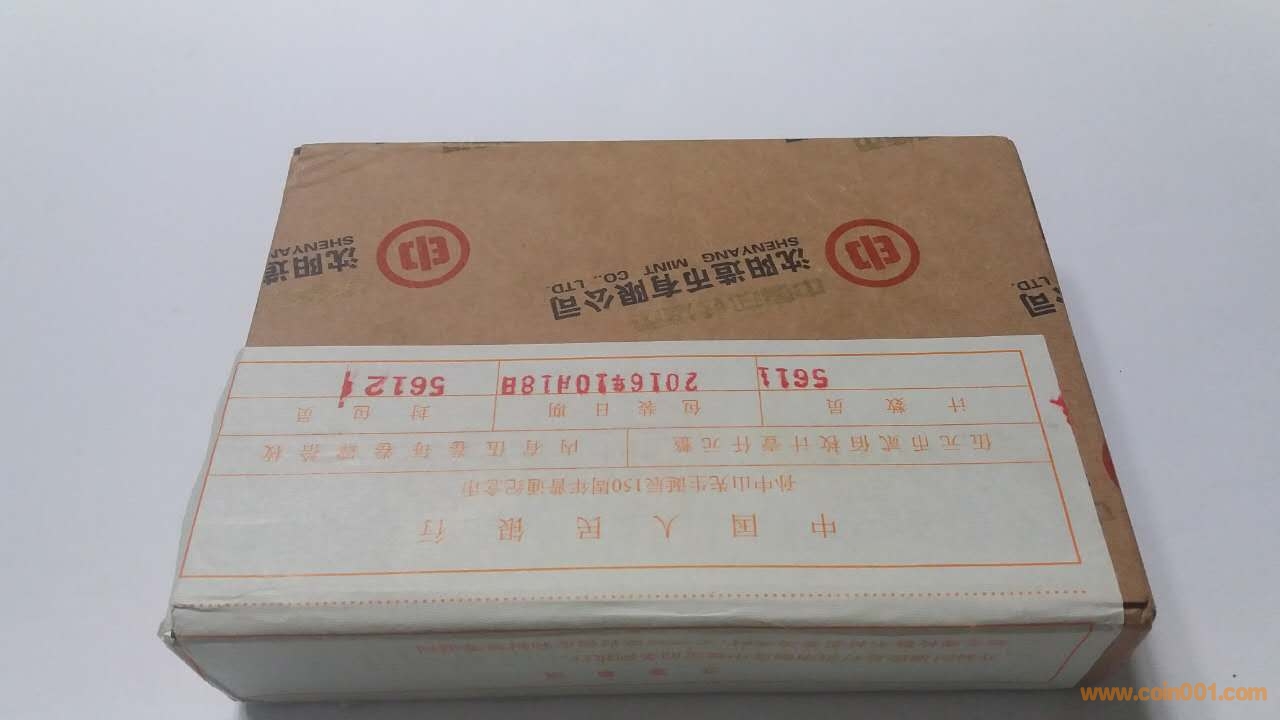 沈阳造
SHENYAN
沈阳造币有限公司
SHENYANG MINT CO., LTD.
公司
LTD.
中国人民银行
孙中山先生诞辰150周年普通纪念币
伍元币贰佰枚计壹仟元整 内有伍卷每卷肆拾枚
计数员 包装日期 封包员
5611 2016年10月18日 5612
www.coin001.com